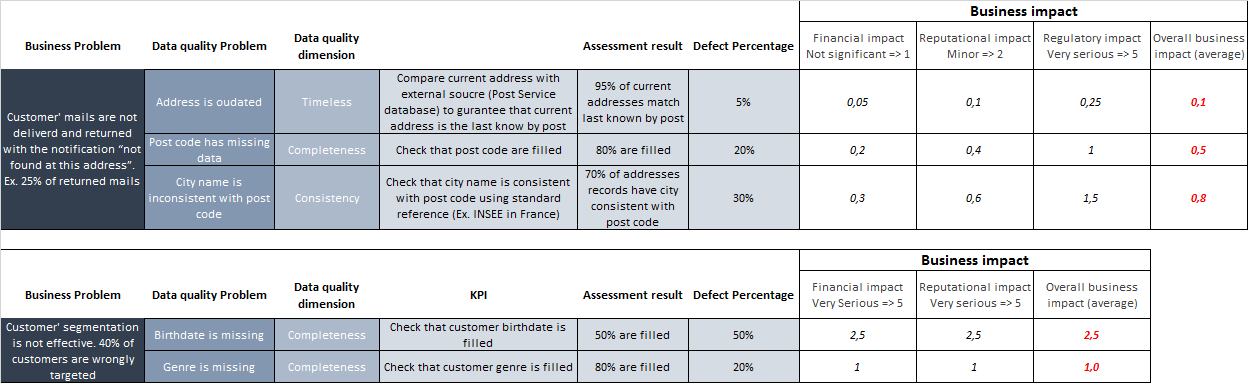 Business impact
Business Problem
Data quality Problem
Data quality
dimension
Assessment result
Defect Percentage
Financial impact
Not significant => 1
Reputational impact
Minor => 2
Regulatory impact
Very serious => 5
Overall business
impact (average)
Customer' mails are not
deliverd and returned
with the notification “not
found at this address”.
Ex. 25% of returned mails
Address is oudated
Timeless
Compare current address with
external soucre (Post Service
database) to gurantee that current
address is the last know by post
95% of current
addresses match
last known by post
5%
0,05
0,1
0,25
0,1
Post code has missing
data
Completeness
Check that post code are filled
80% are filled
20%
0,2
0,4
1
0,5
City name is
inconsistent with post
code
Consistency
Check that city name is consistent
with post code using standard
reference (Ex. INSEE in France)
70% of addresses
records have city
consistent with
post code
30%
0,3
0,6
1,5
0,8
Business impact
Business Problem
Data quality Problem
Data quality
dimension
KPI
Assessment result
Defect Percentage
Financial impact
Very Serious => 5
Reputational impact
Very serious => 5
Overall business
impact (average)
Customer' segmentation
is not effective. 40% of
customers are wrongly
targeted
Birthdate is missing
Completeness
Check that customer birthdate is
filled
50% are filled
50%
2,5
2,5
2,5
Genre is missing
Completeness
Check that customer genre is filled
80% are filled
20%
1
1
1,0